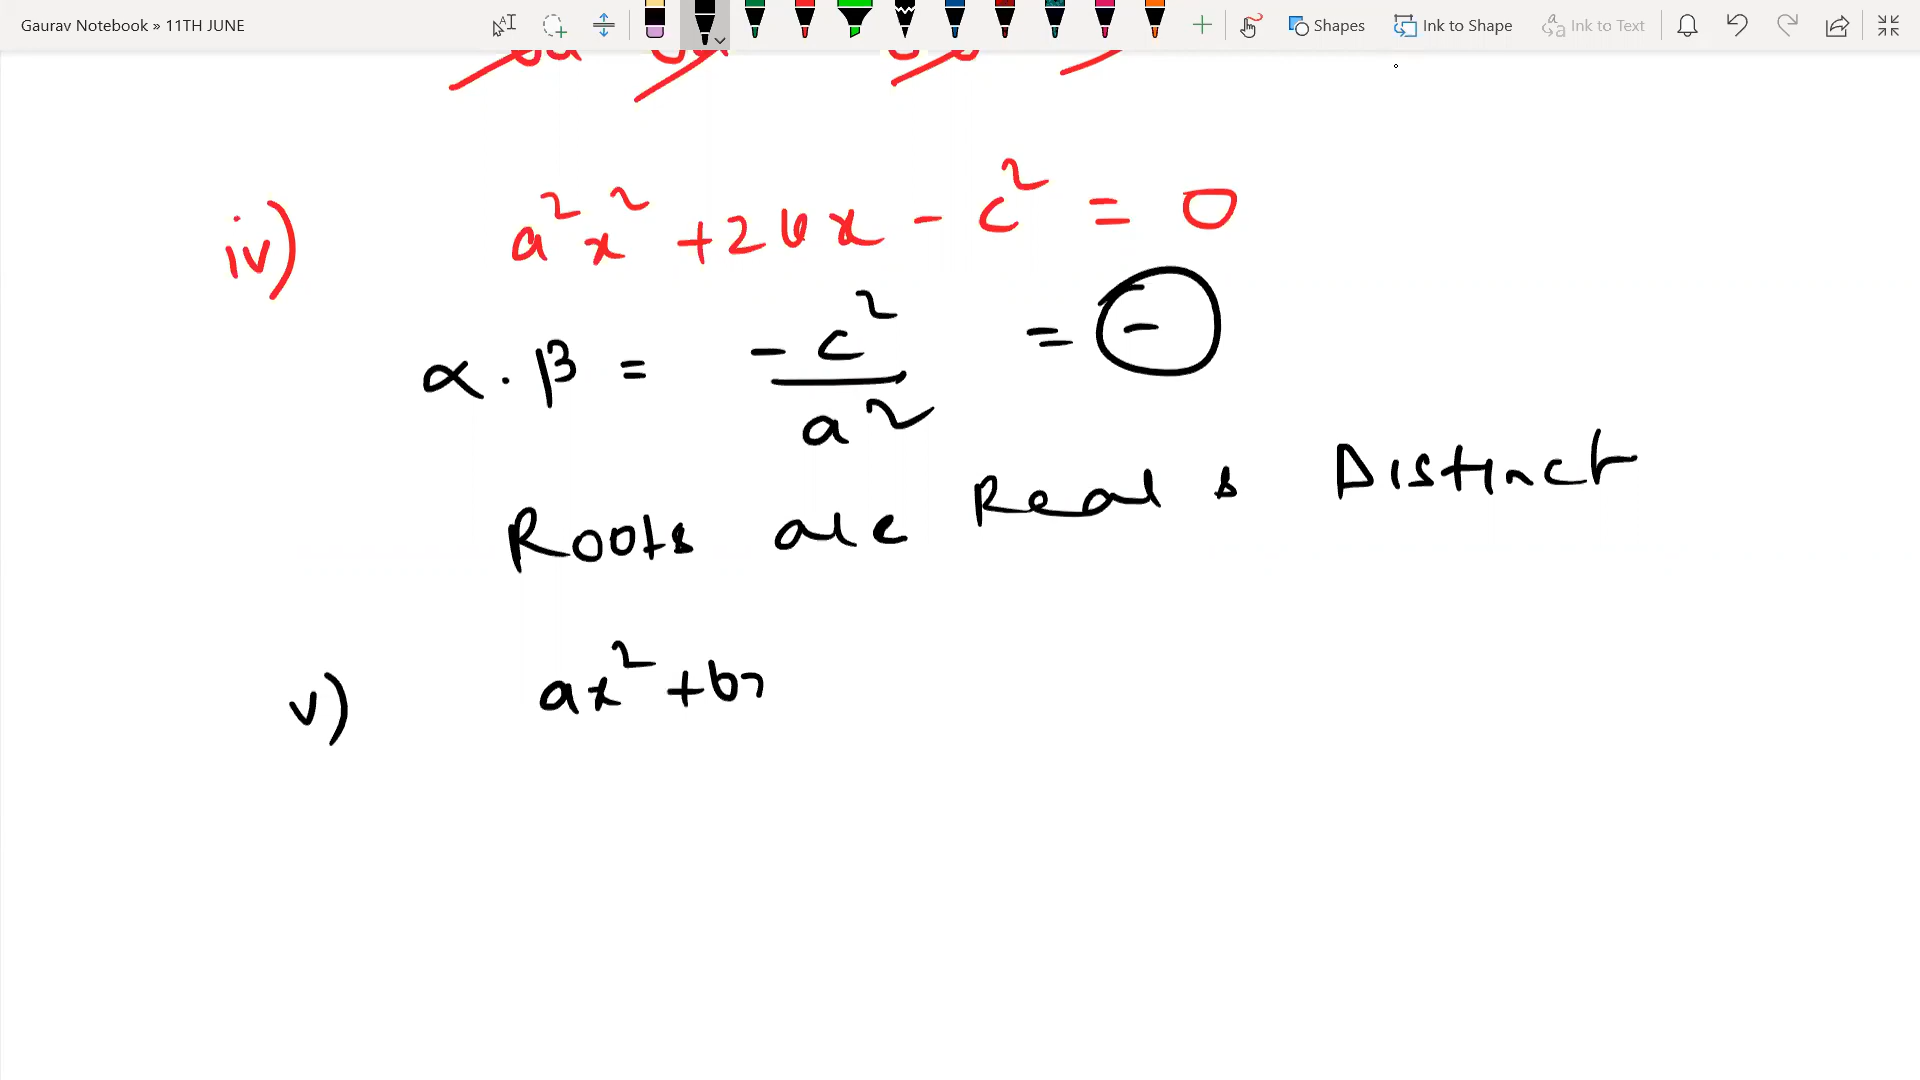 Gaurav Notebook » 11TH JUNE Shapes Ink to Shape Ink to Text
iv) a²x² + 2bx - c² = 0
α . β = -c²/a² = -
Roots are Real & Distinct
v) ax² + b